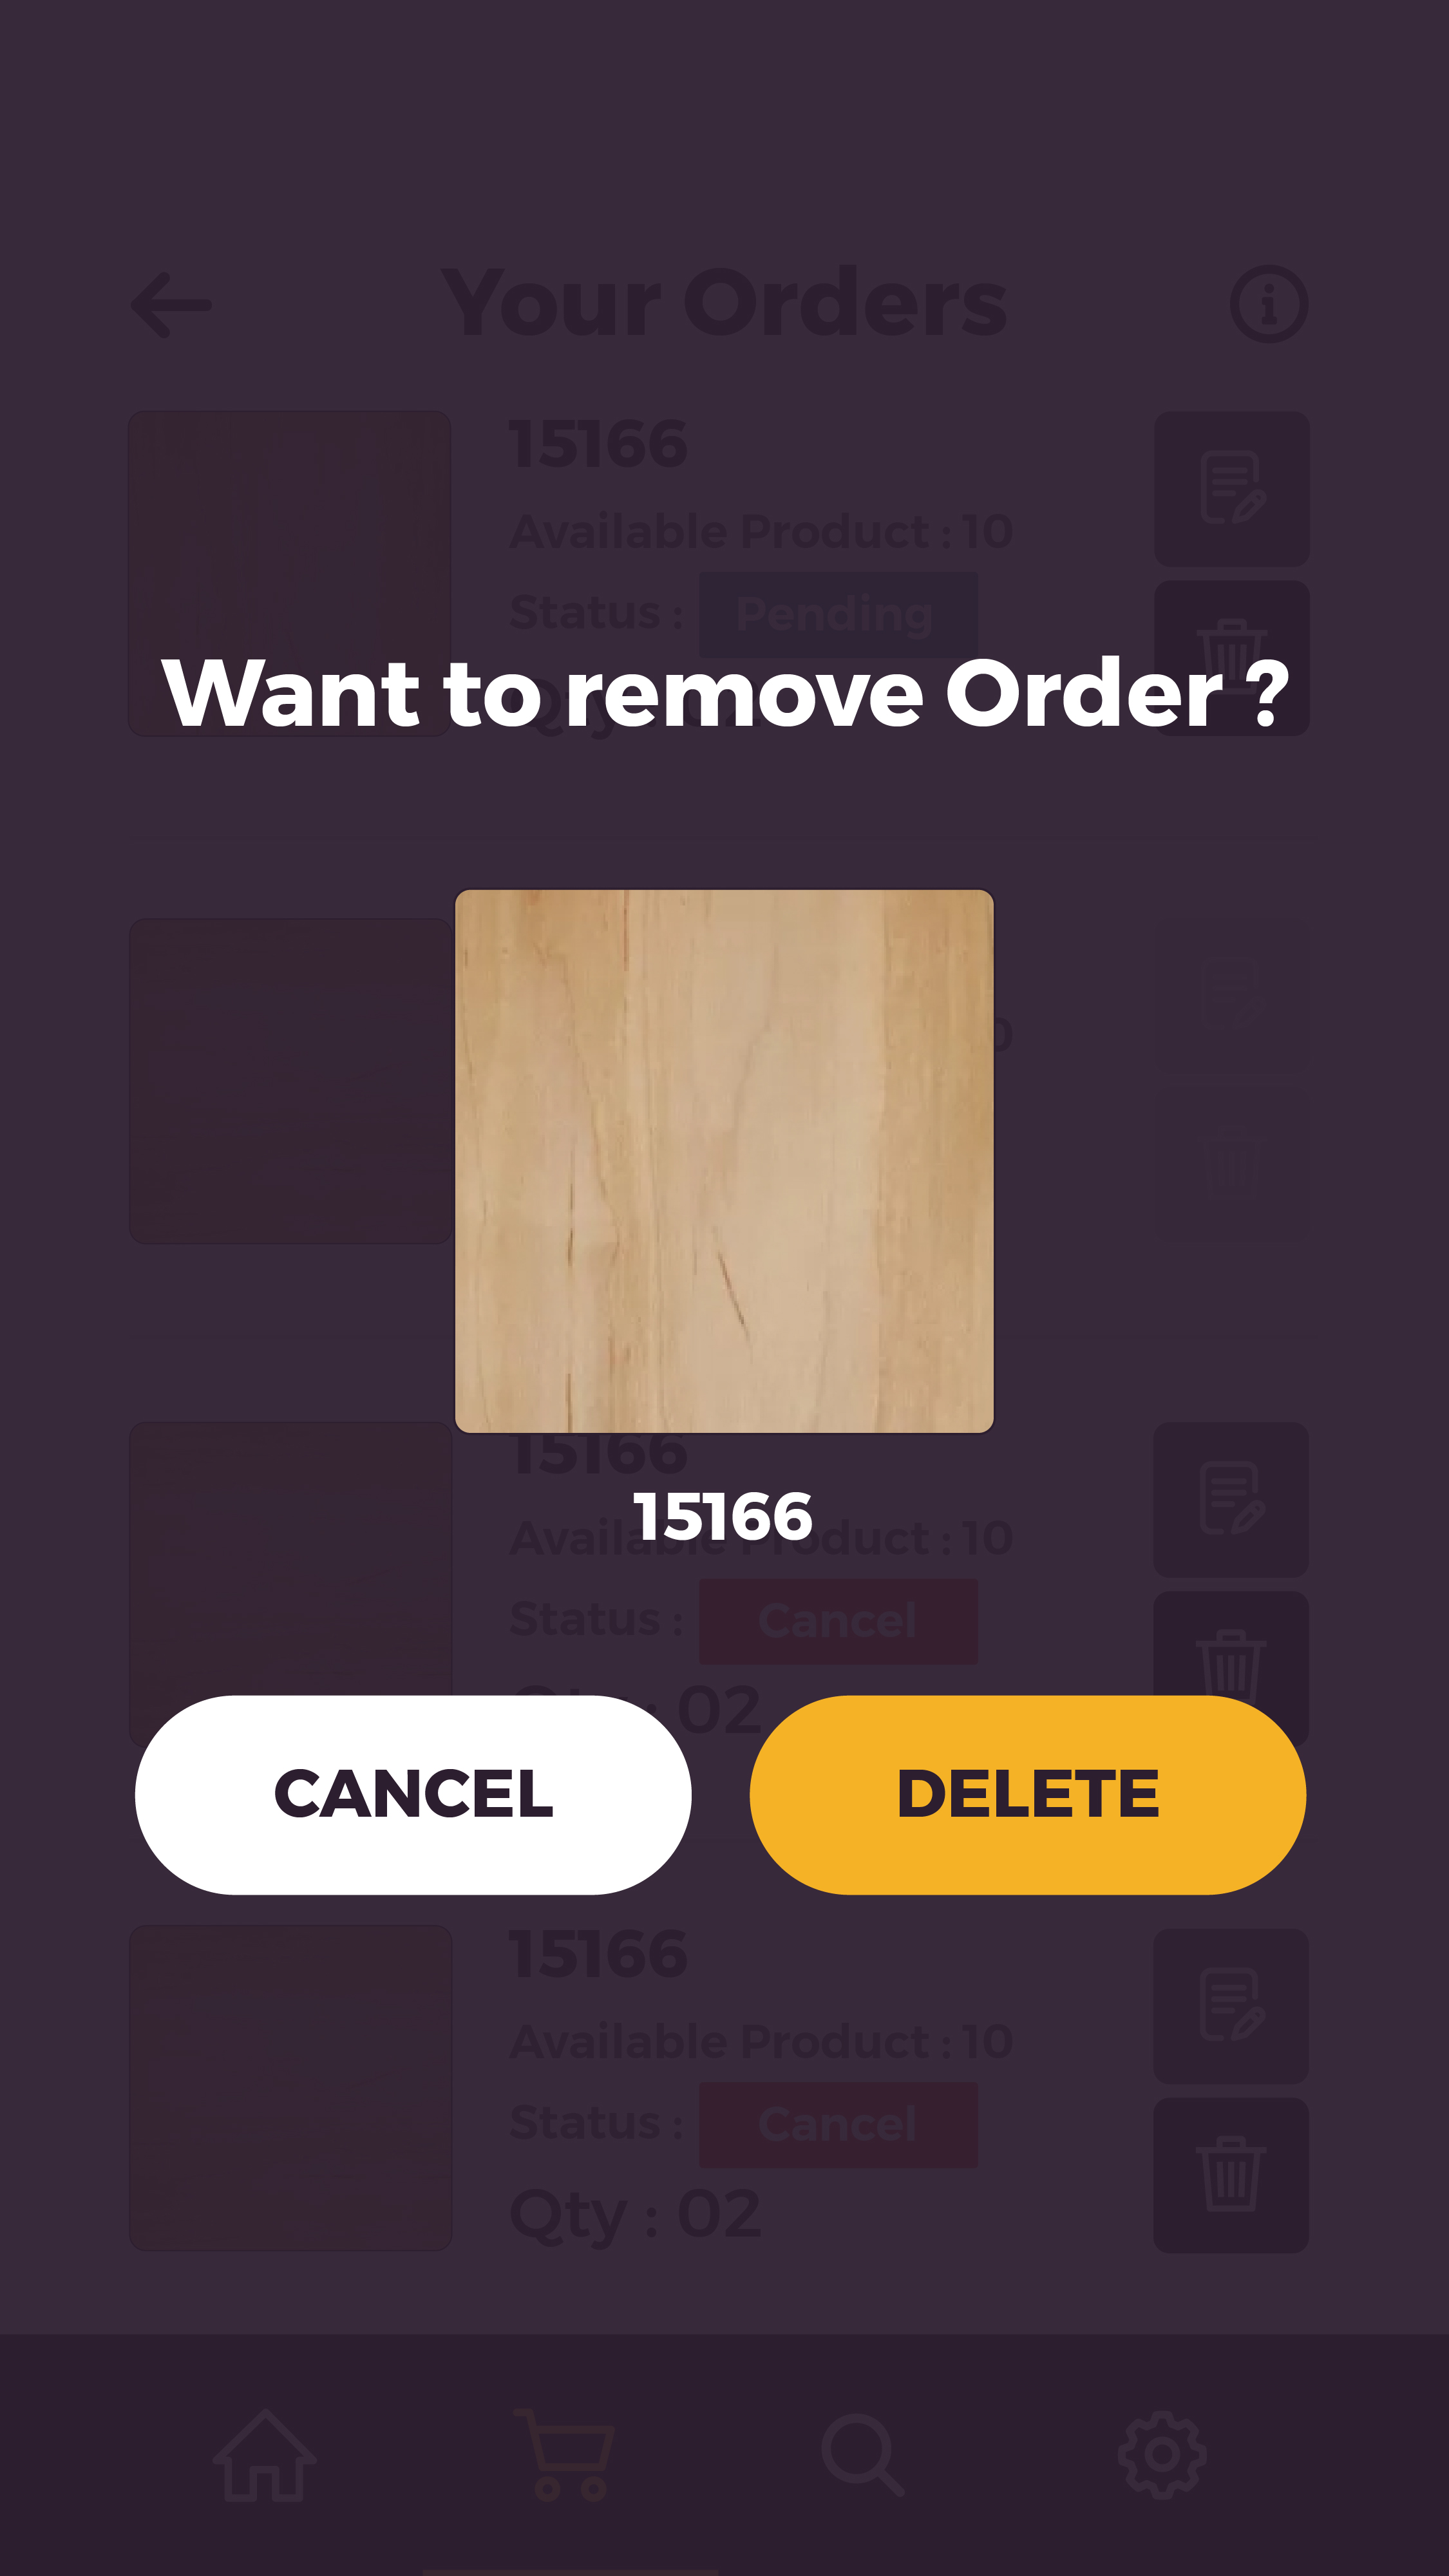 Your Orders
15166
Available Product : 10
Status : Pending
Want to remove Order ?
15166
15166
Available Product : 10
Status : Cancel
: 02
CANCEL
DELETE
15166
Available Product : 10
Status : Cancel
Qty : 02